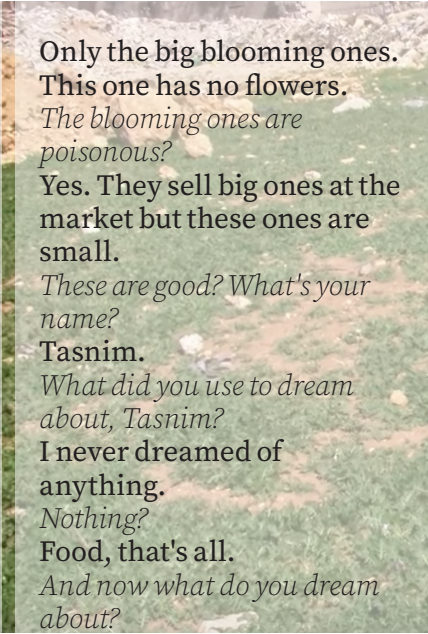 Only the big blooming ones.
This one has no flowers.
The blooming ones are
poisonous?
Yes. They sell big ones at the
market but these ones are
small.
These are good? What's your
name?
Tasnim.
What did you use to dream
about, Tasnim?
I never dreamed of
anything.
Nothing?
Food, that's all.
And now what do you dream
about?